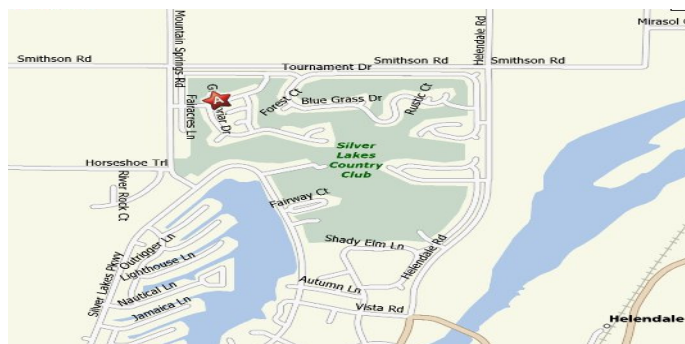 Mirasol
Smithson Rd
Mountain Springs Rd
Tournament Dr
Smithson Rd
Helendale Rd
Smithson Rd
A
Fairacres Ln
Dr
Forest Ct
Blue Grass Dr
Rustic Ct
Silver
Lakes
Country
Club
Horseshoe Trl
River Rock Ct
Fairway Ct
Shady Elm Ln
Helendale Rd
Outrigger Ln
Lighthouse Ln
Silver Lakes Pkwy
Nautical Ln
Jamaica Ln
Autumn Ln
Vista Rd
Helendale